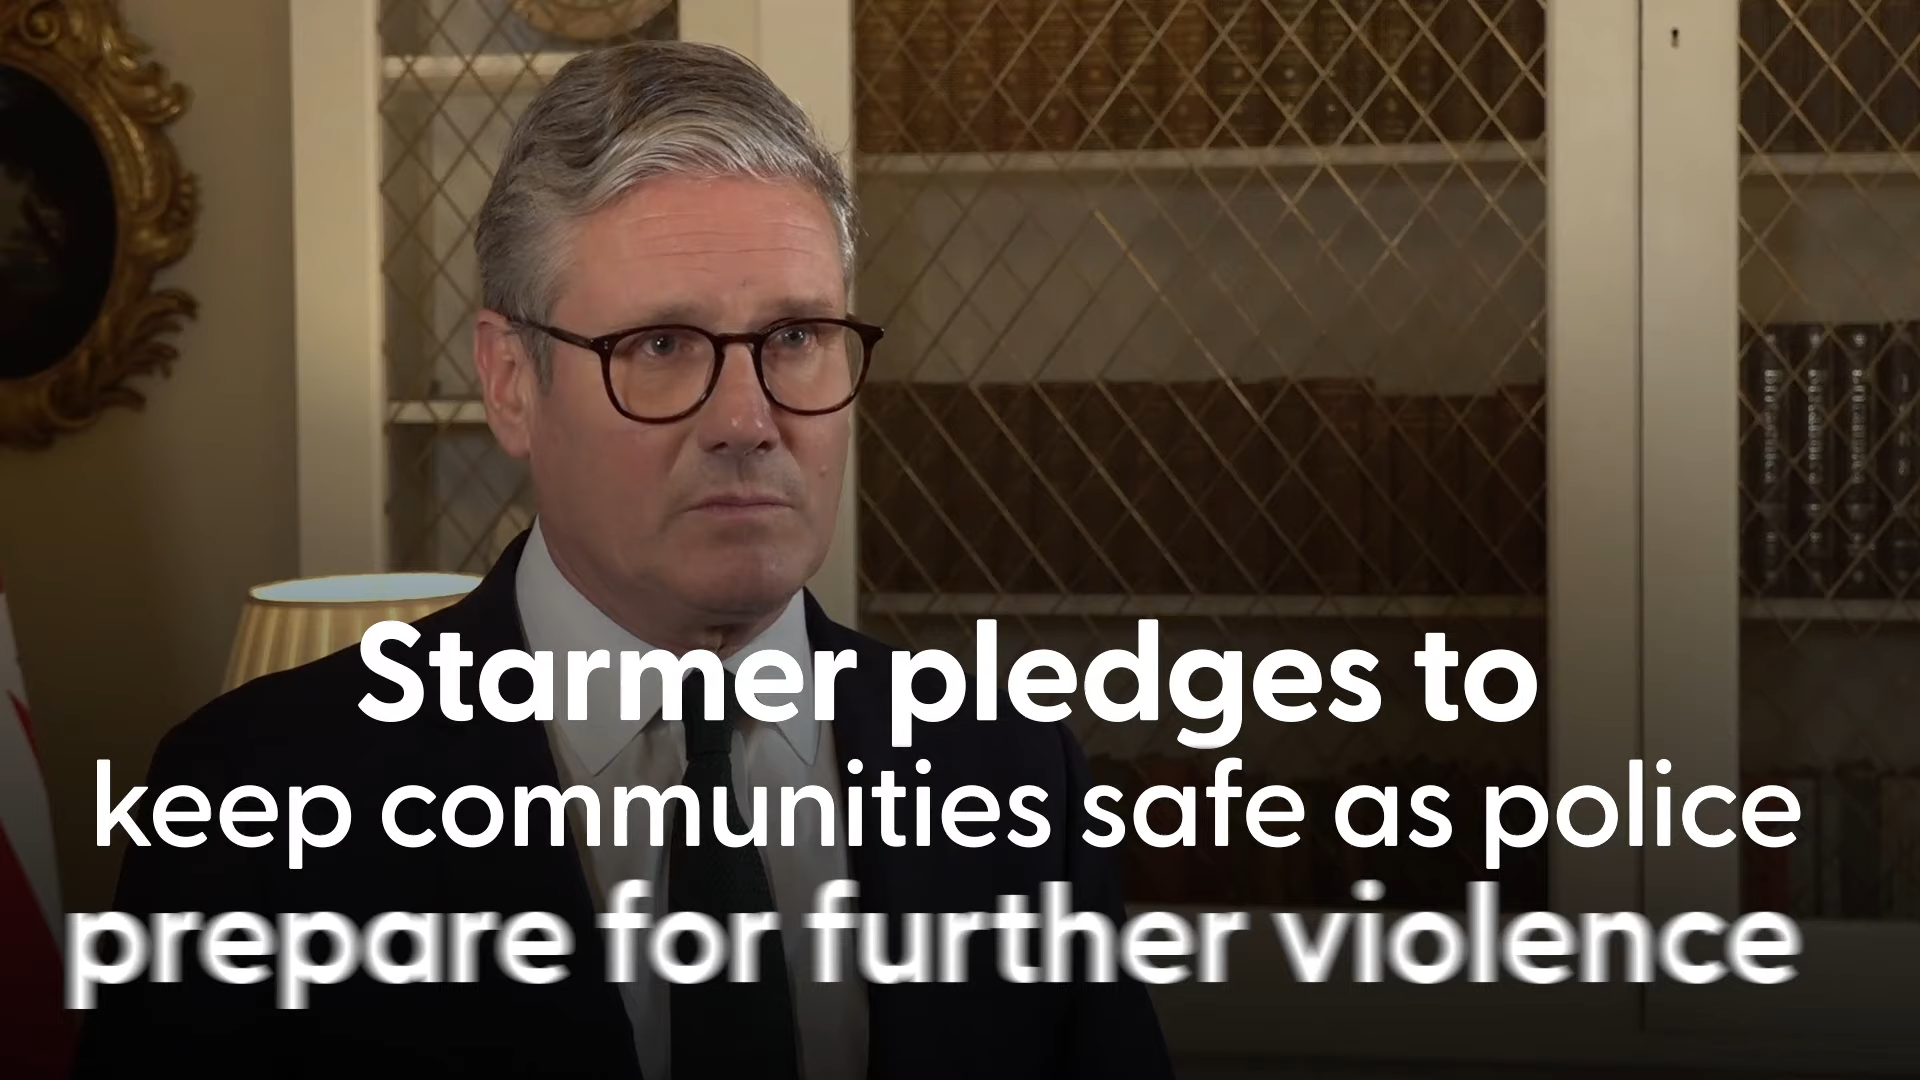 Starmer pledges to
keep communities safe as police
prepare for further violence